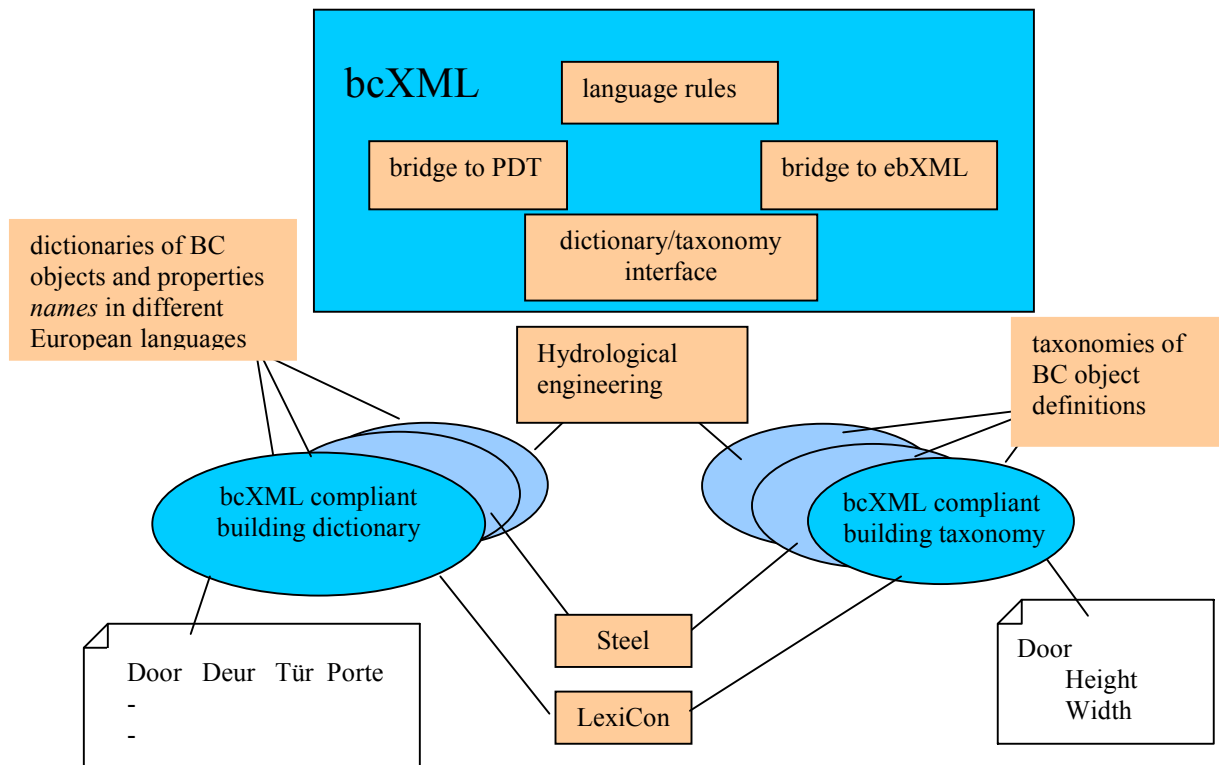 bcXML
language rules
bridge to PDT
bridge to ebXML
dictionary/taxonomy
interface
dictionaries of BC
objects and properties
names in different
European languages
Hydrological
engineering
taxonomies of
BC object
definitions
bcXML compliant
building dictionary
bcXML compliant
building taxonomy
Steel
LexiCon
Door Deur Tür Porte
-
-
Door
Height
Width